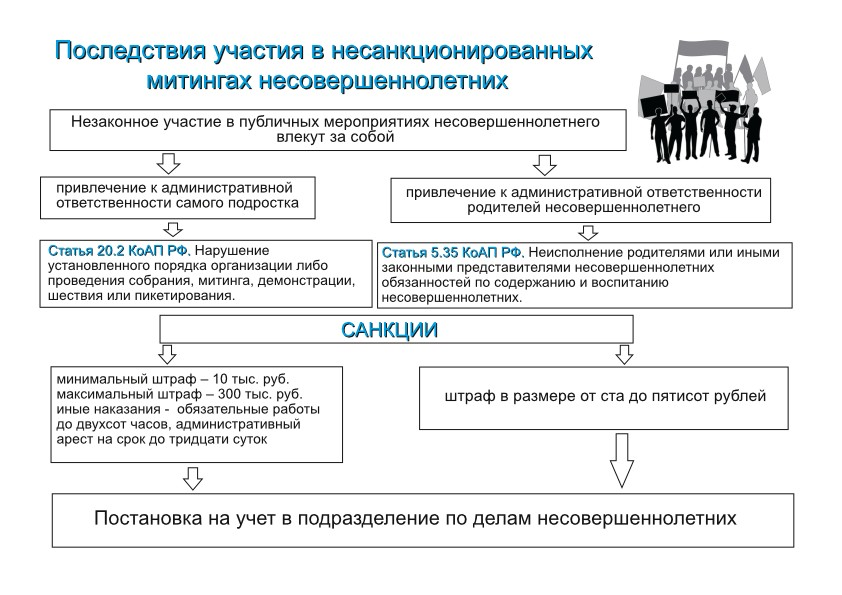 Последствия участия в несанкционированных
митингах несовершеннолетних
Незаконное участие в публичных мероприятиях несовершеннолетнего
влекут за собой
привлечение к административной
ответственности самого подростка
привлечение к административной ответственности
родителей несовершеннолетнего
Статья 20.2 КоАП РФ. Нарушение
установленного порядка организации либо
проведения собрания, митинга, демонстрации,
шествия или пикетирования.
Статья 5.35 КоАП РФ. Неисполнение родителями или иными
законными представителями несовершеннолетних
обязанностей по содержанию и воспитанию
несовершеннолетних.
САНКЦИИ
минимальный штраф – 10 тыс. руб.
максимальный штраф – 300 тыс. руб.
иные наказания - обязательные работы
до двухсот часов, административный
арест на срок до тридцати суток
штраф в размере от ста до пятисот рублей
Постановка на учет в подразделение по делам несовершеннолетних